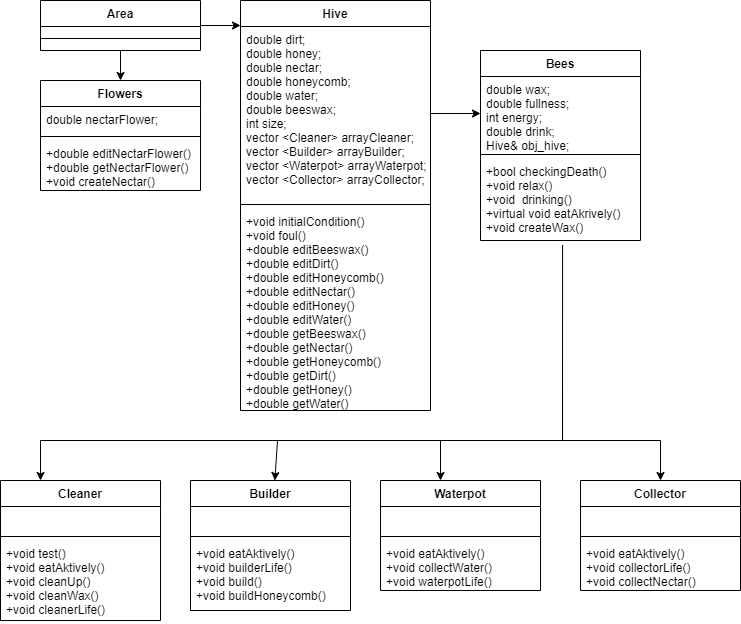 Area
Flowers
double nectarFlower;
+double editNectarFlower()
+double getNectarFlower()
+void createNectar()
Hive
double dirt;
double honey;
double nectar;
double honeycomb;
double water;
double beeswax;
int size;
vector <Cleaner> arrayCleaner;
vector <Builder> arrayBuilder;
vector <Waterpot> arrayWaterpot;
vector <Collector> arrayCollector;
+void initialCondition()
+void foul()
+double editBeeswax()
+double editDirt()
+double editHoneycomb()
+double editNectar()
+double editHoney()
+double editWater()
+double getBeeswax()
+double getNectar()
+double getHoneycomb()
+double getDirt()
+double getHoney()
+double getWater()
Bees
double wax;
double fullness;
int energy;
double drink;
Hive& obj_hive;
+bool checkingDeath()
+void relax()
+void  drinking()
+virtual void eatAkrively()
+void createWax()
Cleaner
+void test()
+void eatAktively()
+void cleanUp()
+void cleanWax()
+void cleanerLife()
Builder
+void eatAktively()
+void builderLife()
+void build()
+void buildHoneycomb()
Waterpot
+void eatAktively()
+void collectWater()
+void waterpotLife()
Collector
+void eatAktively()
+void collectorLife()
+void collectNectar()